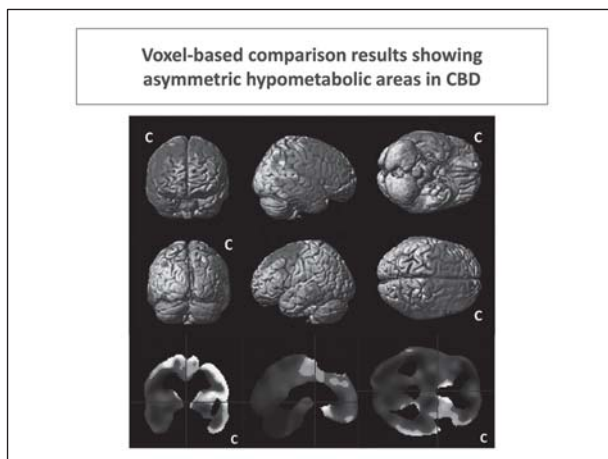 Voxel-based comparison results showing
asymmetric hypometabolic areas in CBD
C
C
C
C
C
C